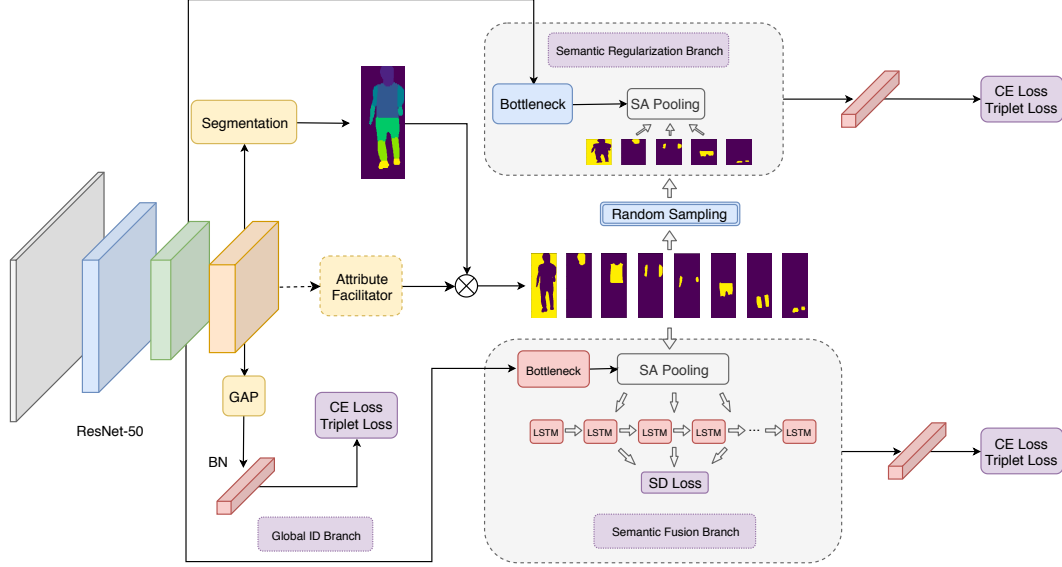 Semantic Regularization Branch
Bottleneck
SA Pooling
CE Loss
Triplet Loss
Segmentation
Random Sampling
Attribute
Facilitator
ResNet-50
GAP
BN
CE Loss
Triplet Loss
Global ID Branch
Bottleneck
SA Pooling
LSTM
LSTM
LSTM
LSTM
...
LSTM
SD Loss
Semantic Fusion Branch
CE Loss
Triplet Loss